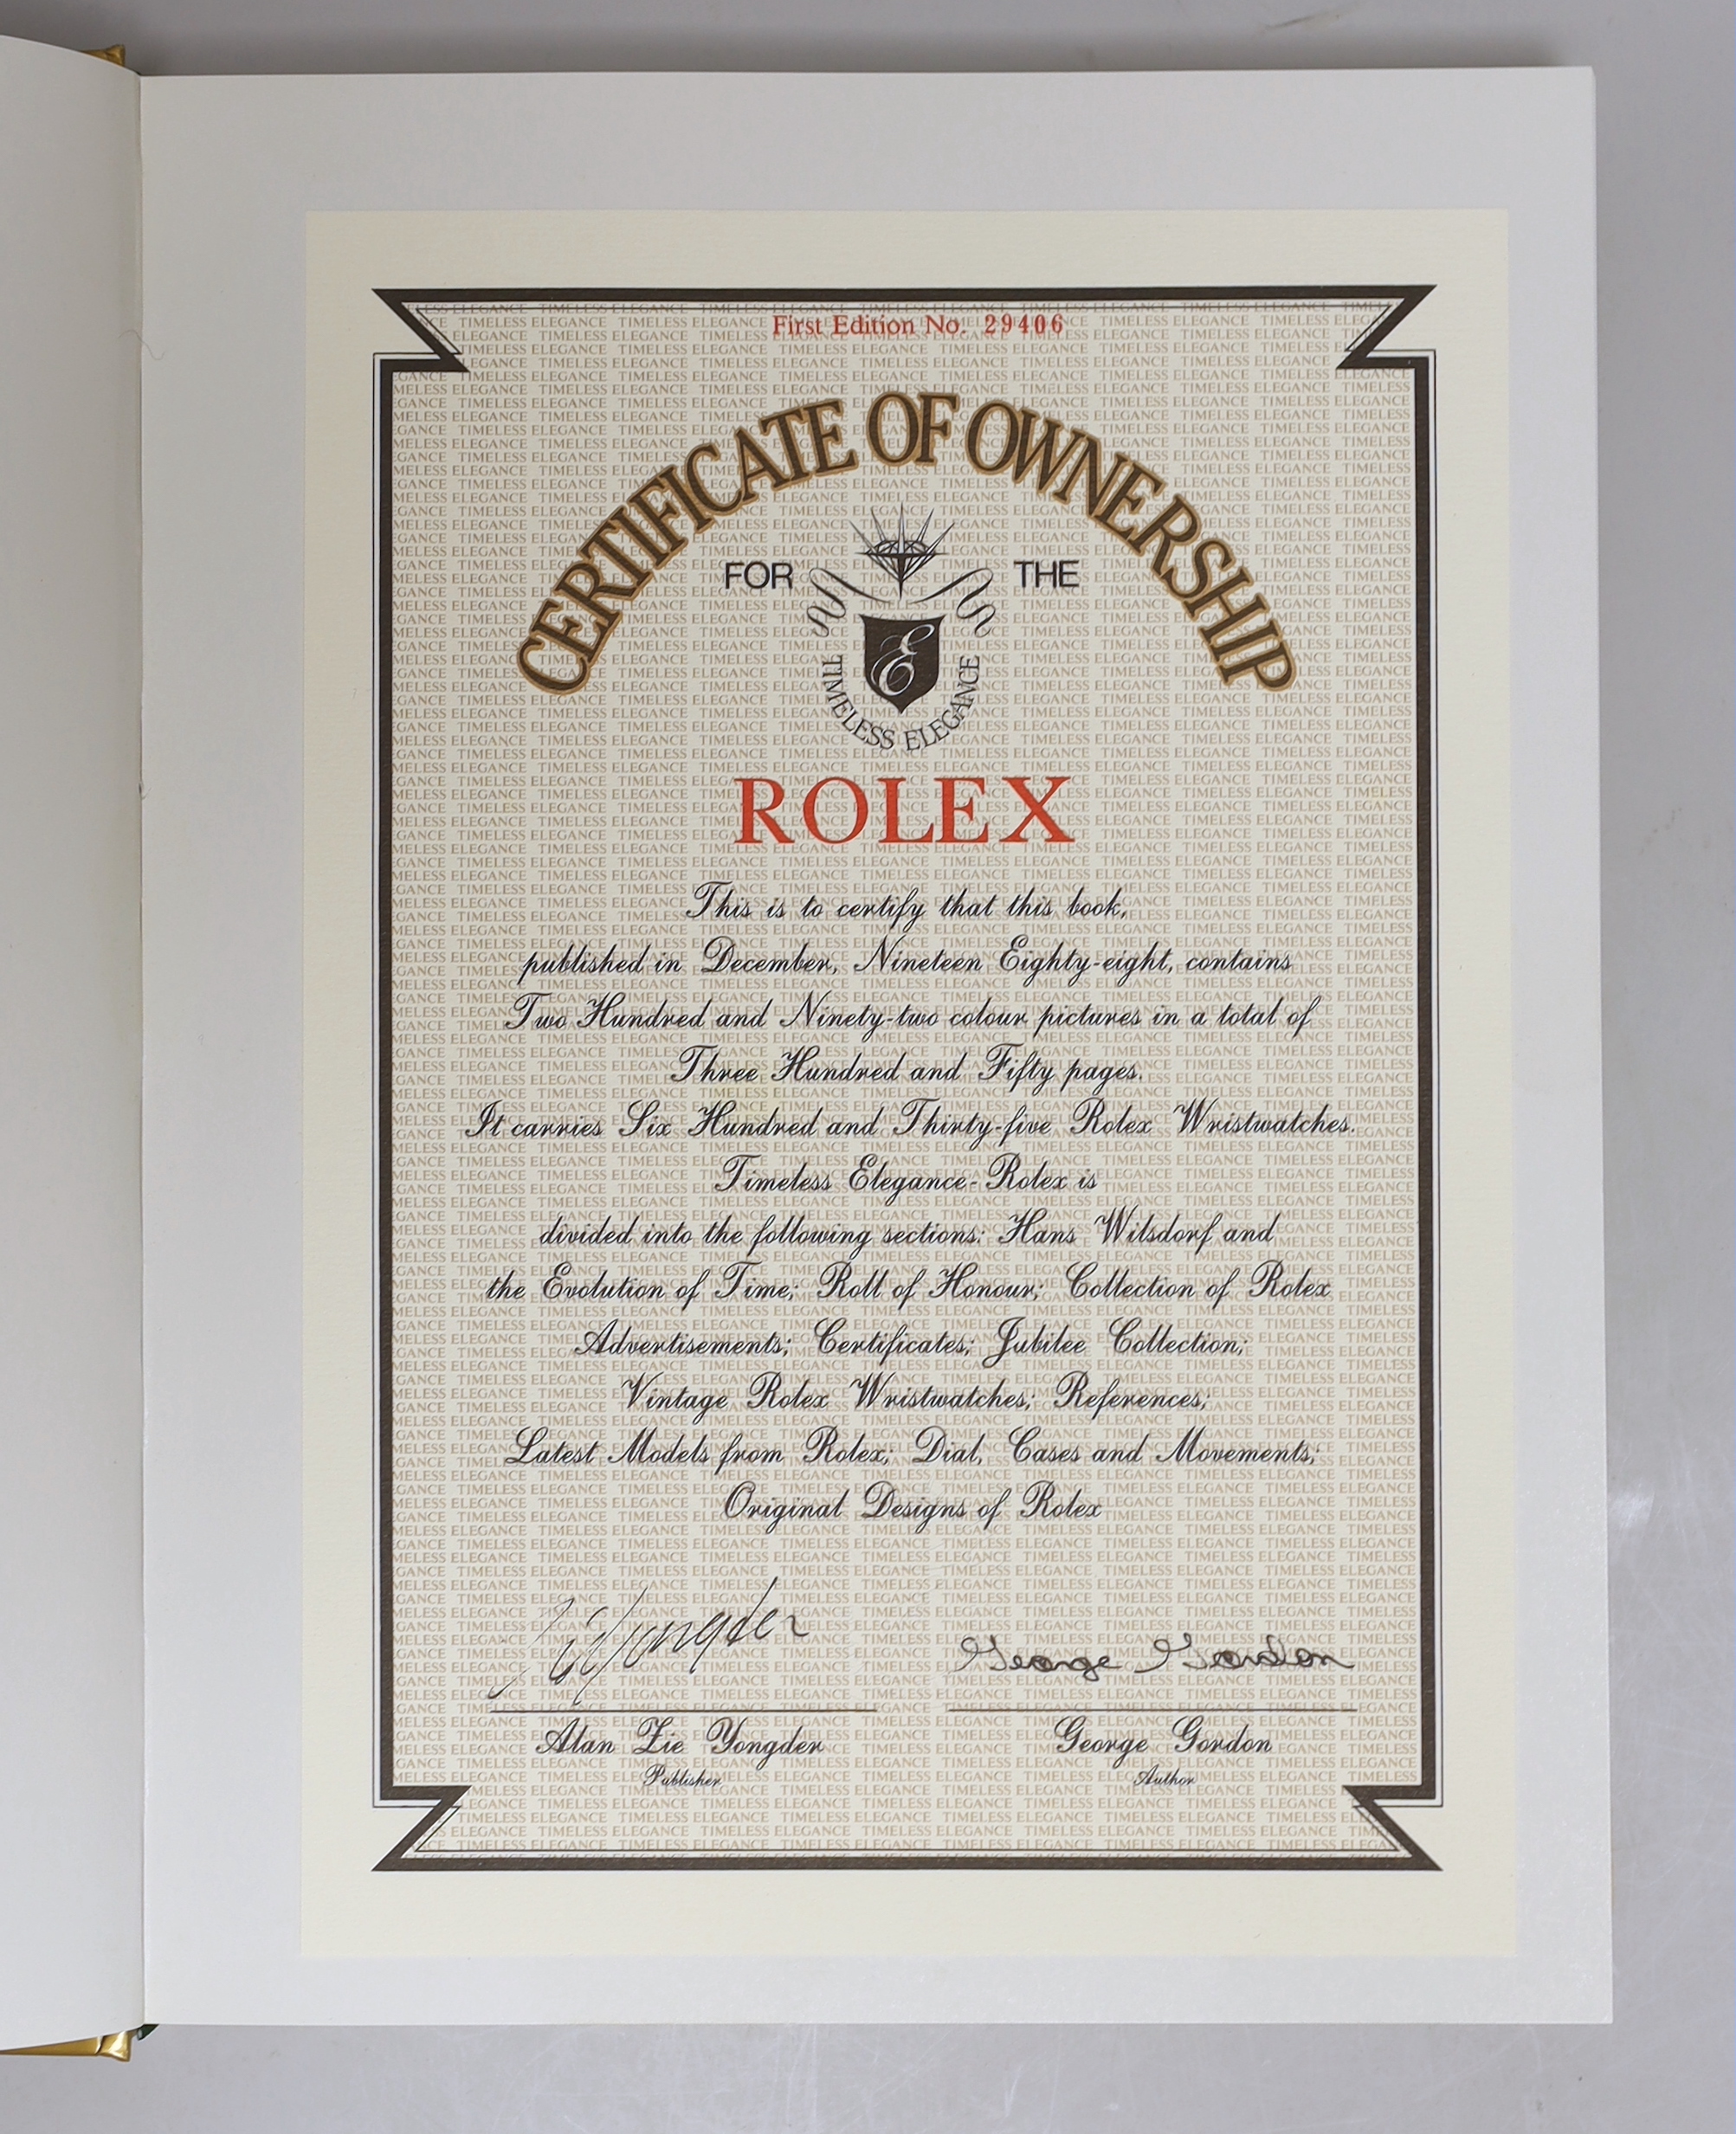 First Edition No. 29406
CERTIFICATE OF OWNERSHIP
FOR THE
E
TIMELESS ELEGANCE
ROLEX
This is to certify that this book,
published in December, Nineteen Eighty-eight, contains
Two Hundred and Ninety-two colour pictures in a total of
Three Hundred and Fifty pages.
It carries Six Hundred and Thirty-five Rolex Wristwatches.
Timeless Elegance-Rolex is
divided into the following sections: Hans Wilsdorf and
the Evolution of Time; Roll of Honour; Collection of Rolex
Advertisements; Certificates; Jubilee Collection;
Vintage Rolex Wristwatches; References;
Latest Models from Rolex; Dial, Cases and Movements;
Original Designs of Rolex
George Gordon
Alan Zie Yongder George Gordon
Publisher Author